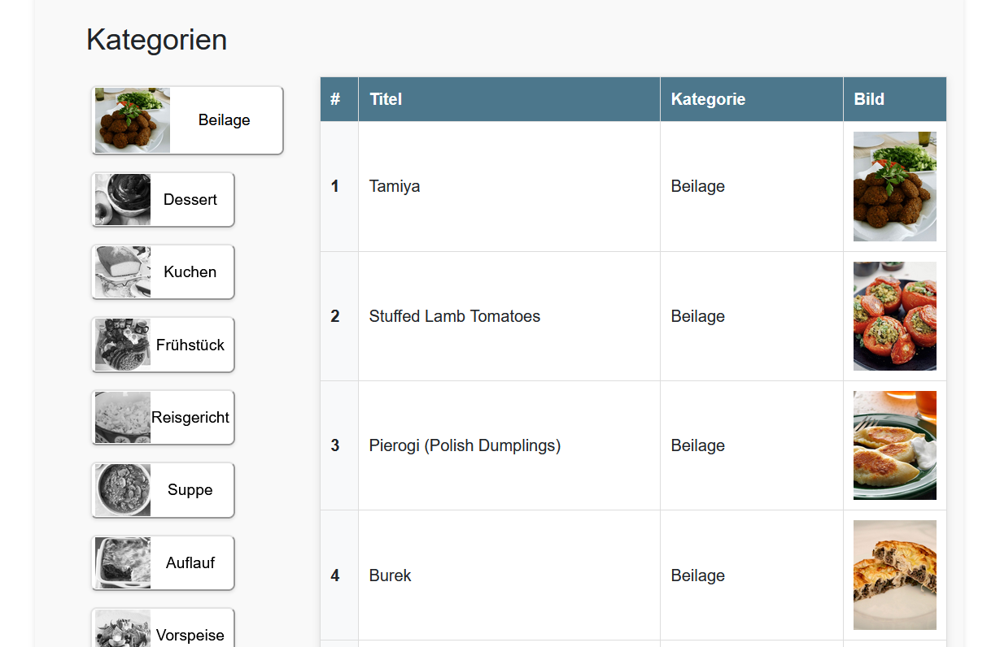 Kategorien
Beilage
Dessert
Kuchen
Frühstück
Reisgericht
Suppe
Auflauf
Vorspeise
# Titel Kategorie Bild
1 Tamiya Beilage
2 Stuffed Lamb Tomatoes Beilage
3 Pierogi (Polish Dumplings) Beilage
4 Burek Beilage